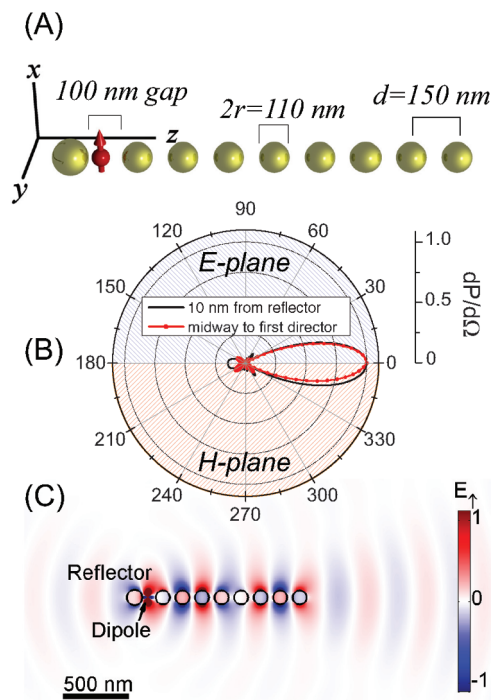 (A)
x
100 nm gap
2r=110 nm
d=150 nm
z
y
90
120
60
1.0
E-plane
150
30
0.5
dP/dΩ
10 nm from reflector
midway to first director
(B)
180
0
0
210
330
H-plane
240
300
270
(C)
E↑
1
Reflector
0
Dipole
500 nm
-1